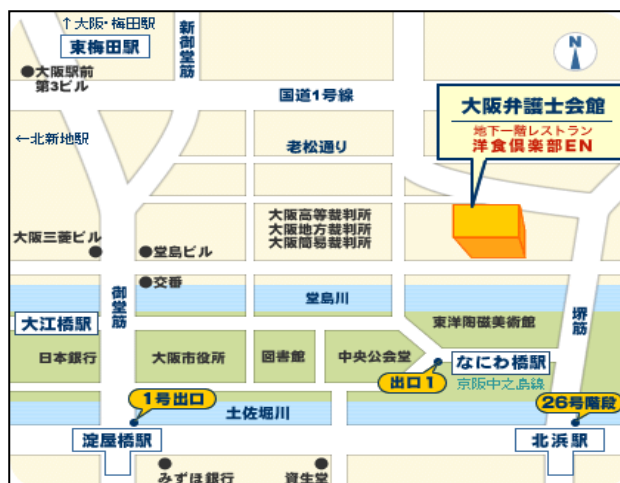 ↑大阪・梅田駅
東梅田駅
新御堂筋
N
●大阪駅前
第3ビル
国道1号線
大阪弁護士会館
地下一階レストラン
洋食倶楽部EN
←北新地駅
老松通り
大阪高等裁判所
大阪地方裁判所
大阪簡易裁判所
大阪三菱ビル
堂島ビル
交番
御堂筋
堂島川
堺筋
大江橋駅
東洋陶磁美術館
日本銀行
大阪市役所
図書館
中央公会堂
なにわ橋駅
出口1
京阪中之島線
1号出口
土佐堀川
26号階段
淀屋橋駅
北浜駅
みずほ銀行
資生堂